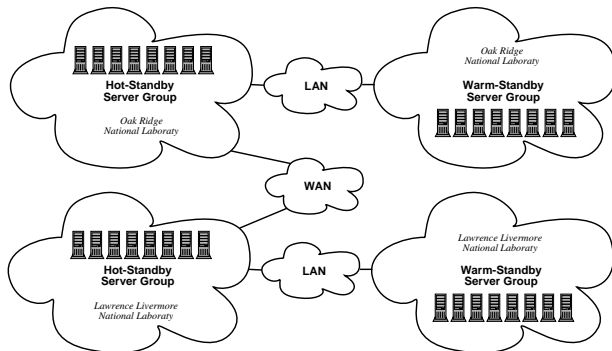 Hot-Standby
Server Group
Oak Ridge
National Laboraty
LAN
Oak Ridge
National Laboraty
Warm-Standby
Server Group
WAN
Hot-Standby
Server Group
Lawrence Livermore
National Laboraty
LAN
Lawrence Livermore
National Laboraty
Warm-Standby
Server Group